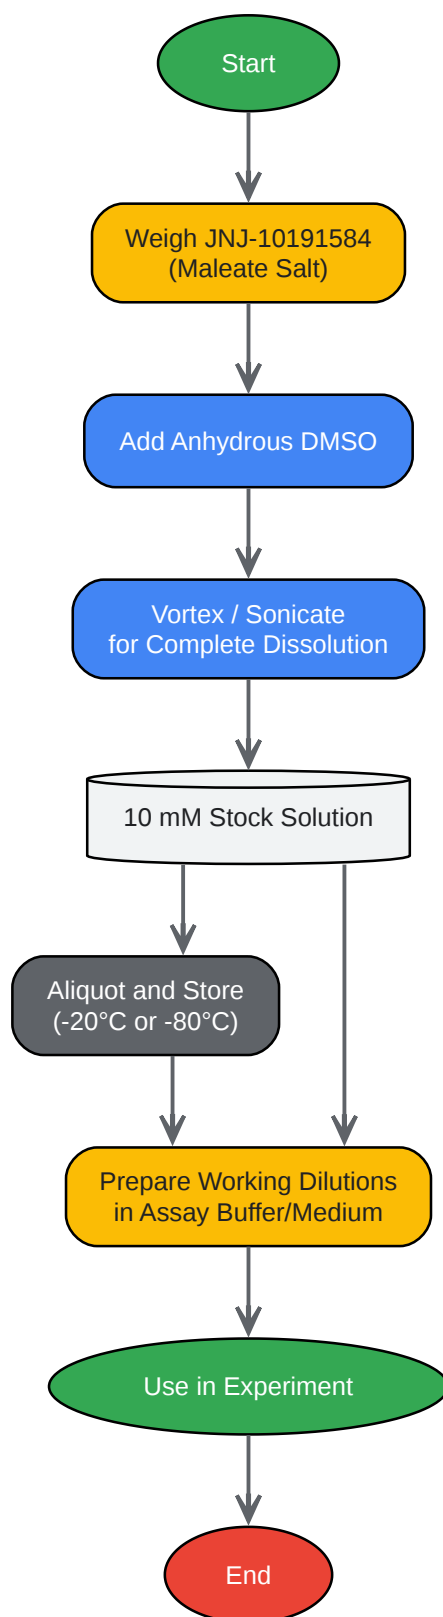 Start
Weigh JNJ-10191584
(Maleate Salt)
Add Anhydrous DMSO
Vortex / Sonicate
for Complete Dissolution
10 mM Stock Solution
Aliquot and Store
(-20°C or -80°C)
Prepare Working Dilutions
in Assay Buffer/Medium
Use in Experiment
End